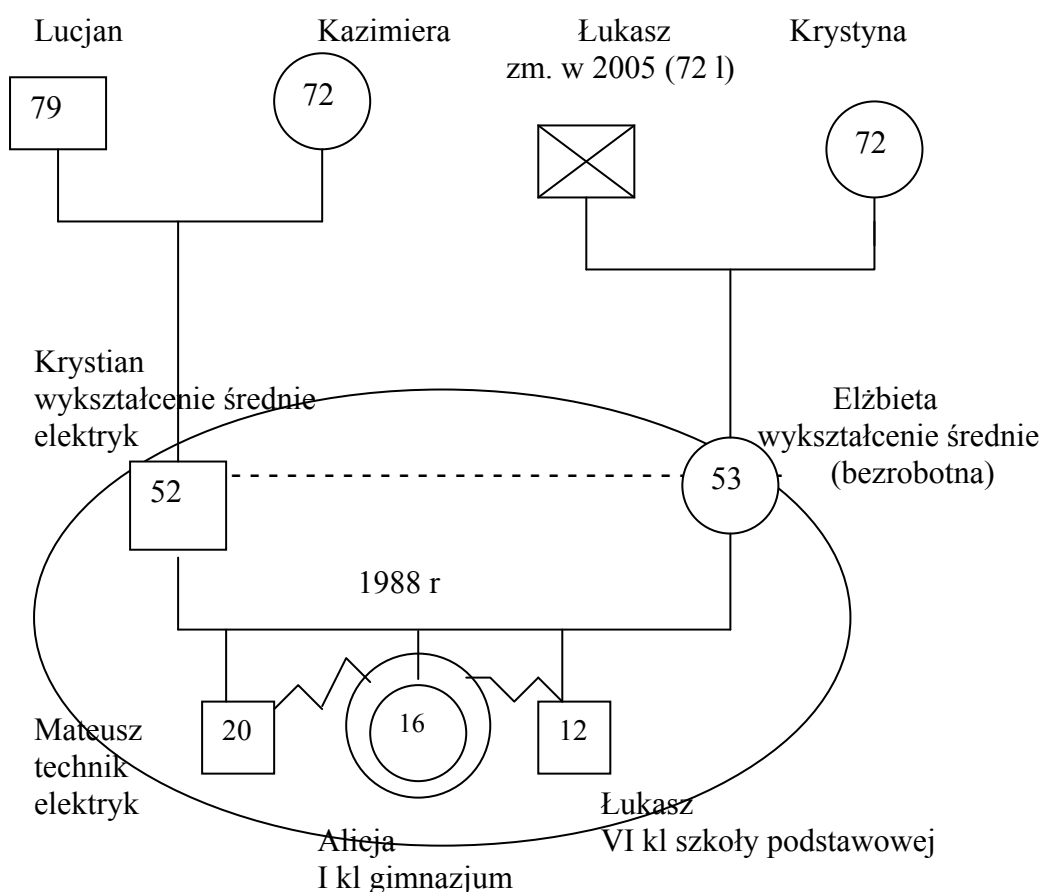 Lucjan
Kazimiera
Łukasz
zm. w 2005 (72 l)
Krystyna
79
72
72
Krystian
wykształcenie średnie
elektryk
Elżbieta
wykształcenie średnie
(bezrobotna)
52
53
1988 r
20
16
12
Mateusz
technik
elektryk
Alicja
I kl gimnazjum
Łukasz
VI kl szkoły podstawowej